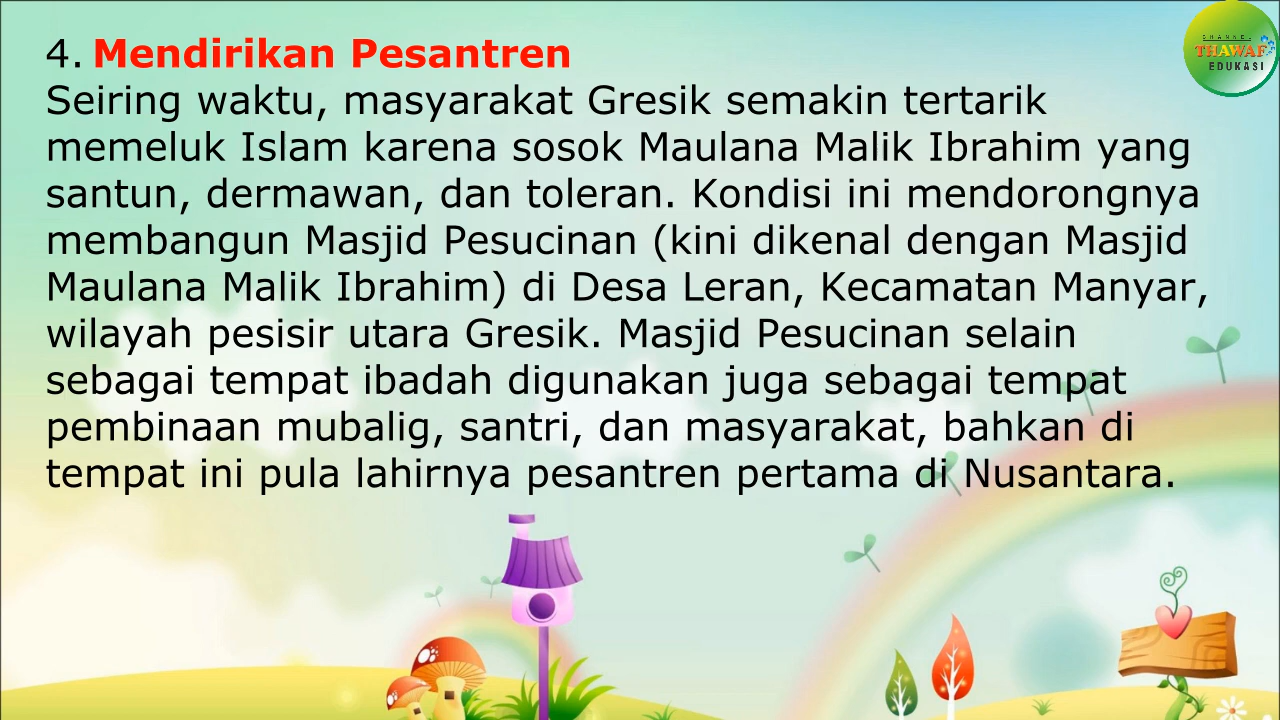 4. Mendirikan Pesantren
Seiring waktu, masyarakat Gresik semakin tertarik
memeluk Islam karena sosok Maulana Malik Ibrahim yang
santun, dermawan, dan toleran. Kondisi ini mendorongnya
membangun Masjid Pesucinan (kini dikenal dengan Masjid
Maulana Malik Ibrahim) di Desa Leran, Kecamatan Manyar,
wilayah pesisir utara Gresik. Masjid Pesucinan selain
sebagai tempat ibadah digunakan juga sebagai tempat
pembinaan mubalig, santri, dan masyarakat, bahkan di
tempat ini pula lahirnya pesantren pertama di Nusantara.
CHANNEL
THAWAF
EDUKASI